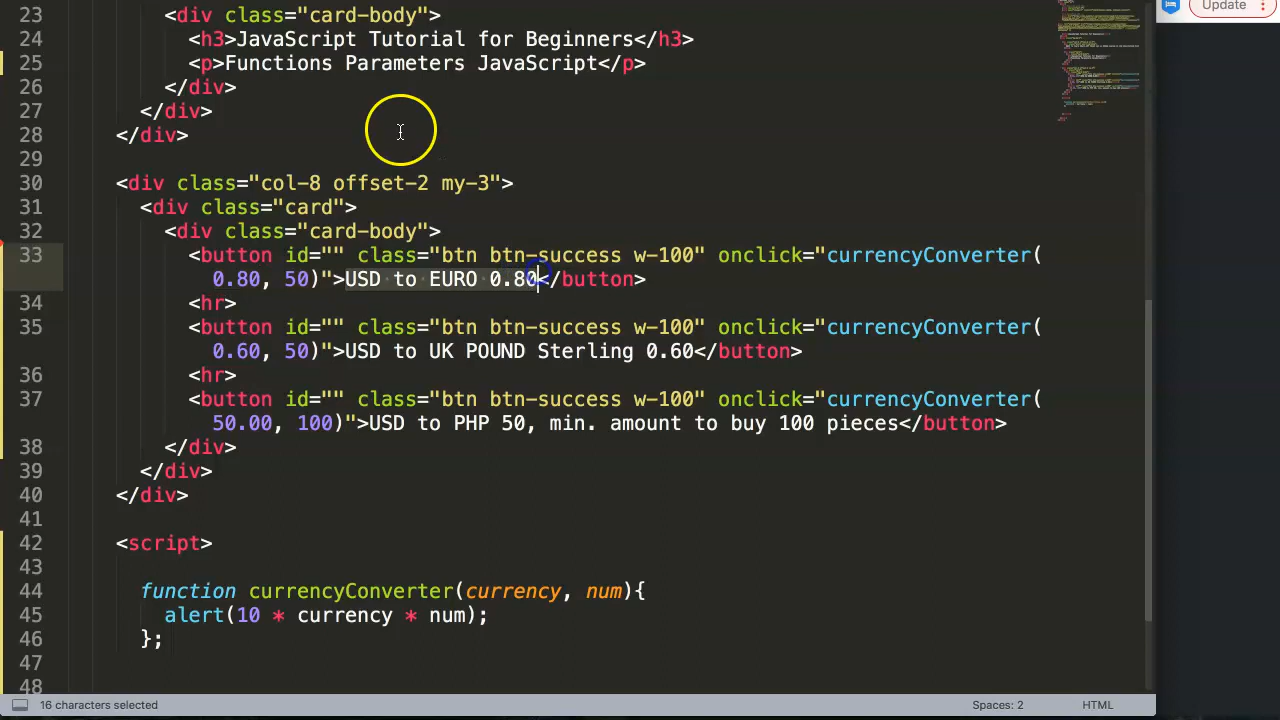 Update
23 <div class="card-body">
24 <h3>JavaScript Tutorial for Beginners</h3>
25 <p>Functions Parameters JavaScript</p>
26 </div>
27 </div>
28 </div>
29
30 <div class="col-8 offset-2 my-3">
31 <div class="card">
32 <div class="card-body">
33 <button id="" class="btn btn-success w-100" onclick="currencyConverter(
0.80, 50)">USD to EURO 0.80</button>
34 <hr>
35 <button id="" class="btn btn-success w-100" onclick="currencyConverter(
0.60, 50)">USD to UK POUND Sterling 0.60</button>
36 <hr>
37 <button id="" class="btn btn-success w-100" onclick="currencyConverter(
50.00, 100)">USD to PHP 50, min. amount to buy 100 pieces</button>
38 </div>
39 </div>
40 </div>
41
42 <script>
43
44 function currencyConverter(currency, num){
45 alert(10 * currency * num);
46 };
47
48
16 characters selected
Spaces: 2
HTML